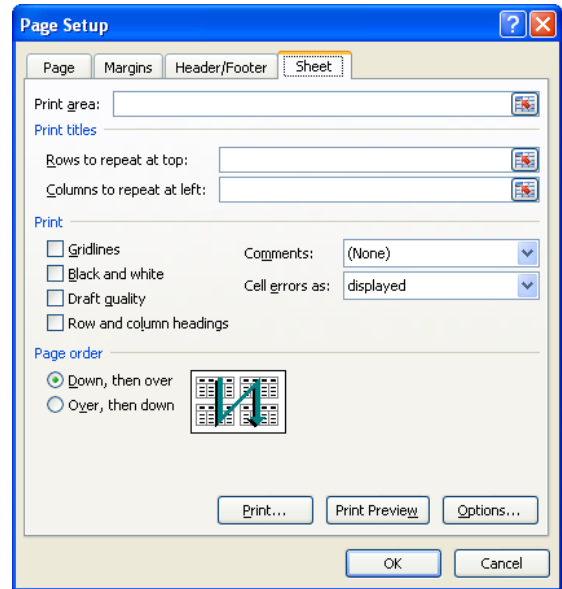 Page Setup
Page Margins Header/Footer Sheet
Print area:
Print titles
Rows to repeat at top:
Columns to repeat at left:
Print
Gridlines Comments: (None)
Black and white Cell errors as: displayed
Draft quality
Row and column headings
Page order
Down, then over
Over, then down
Print... Print Preview Options...
OK Cancel